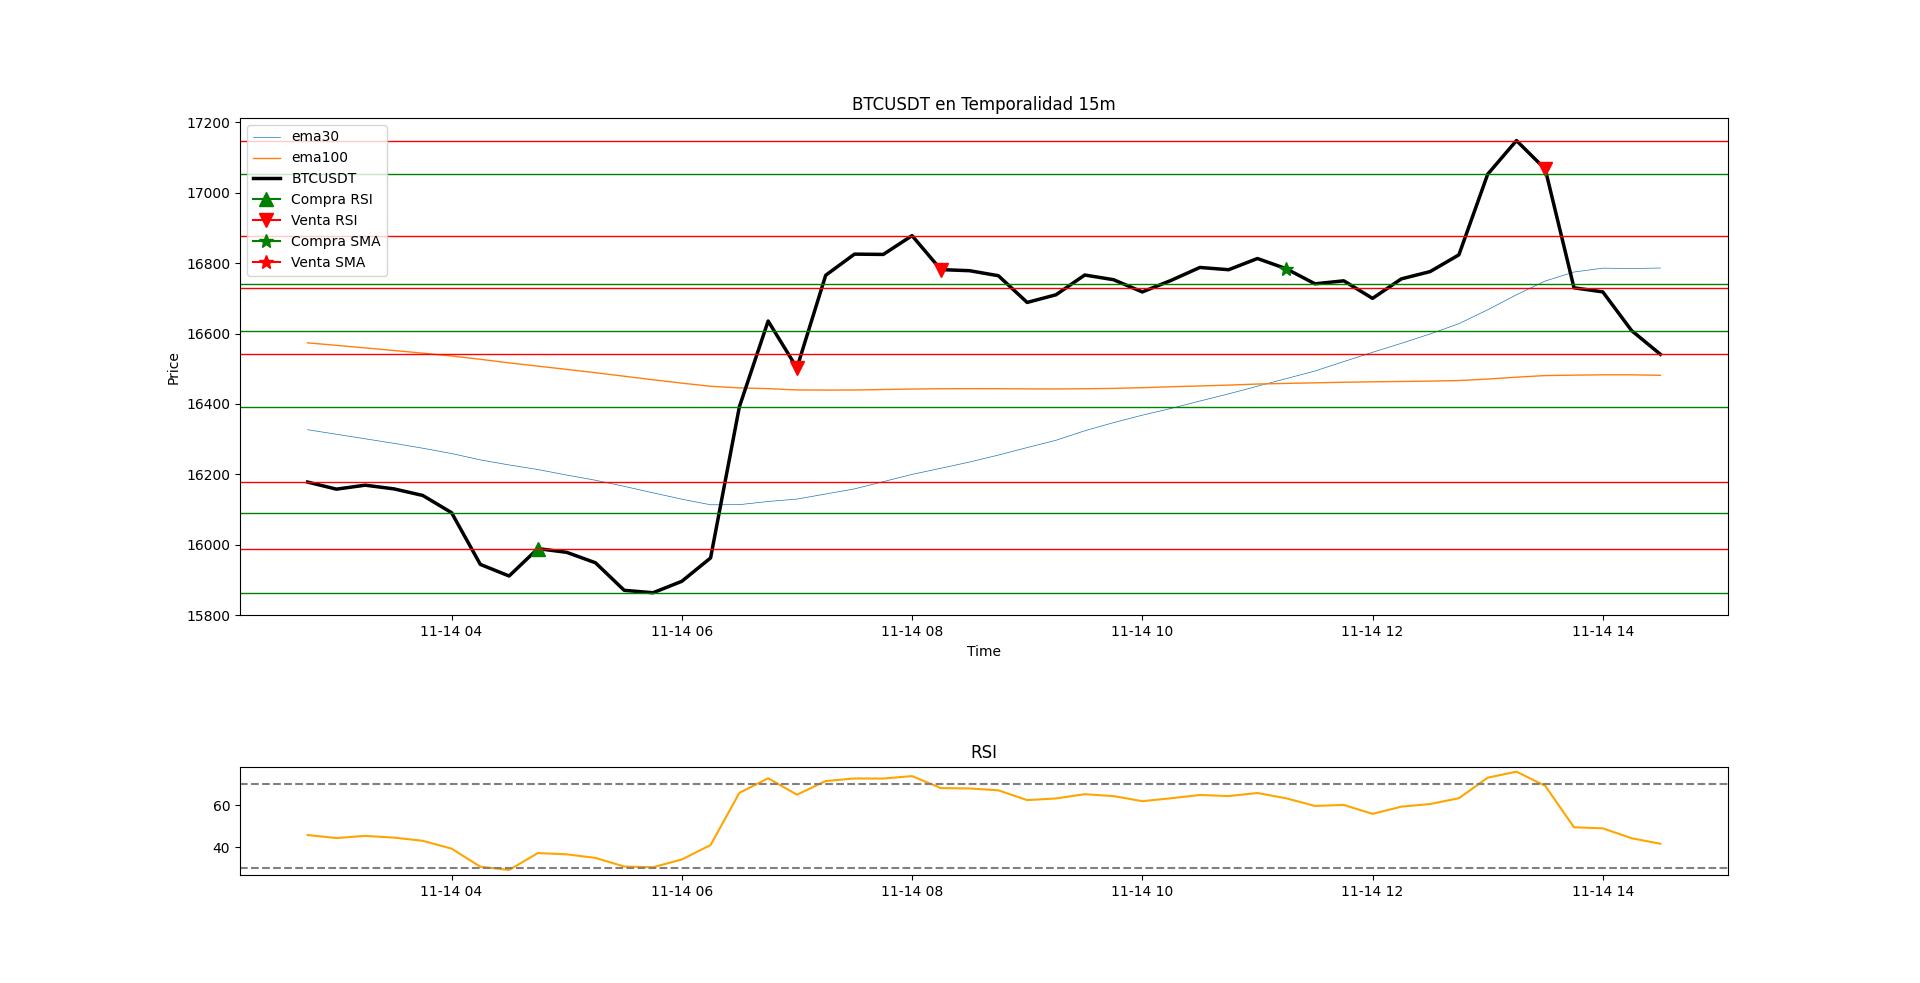 BTCUSDT en Temporalidad 15m
17200
17000
16800
16600
16400
16200
16000
15800
Price
ema30
ema100
BTCUSDT
Compra RSI
Venta RSI
Compra SMA
Venta SMA
11-14 04 11-14 06 11-14 08 11-14 10 11-14 12 11-14 14
Time
RSI
60
40
11-14 04 11-14 06 11-14 08 11-14 10 11-14 12 11-14 14